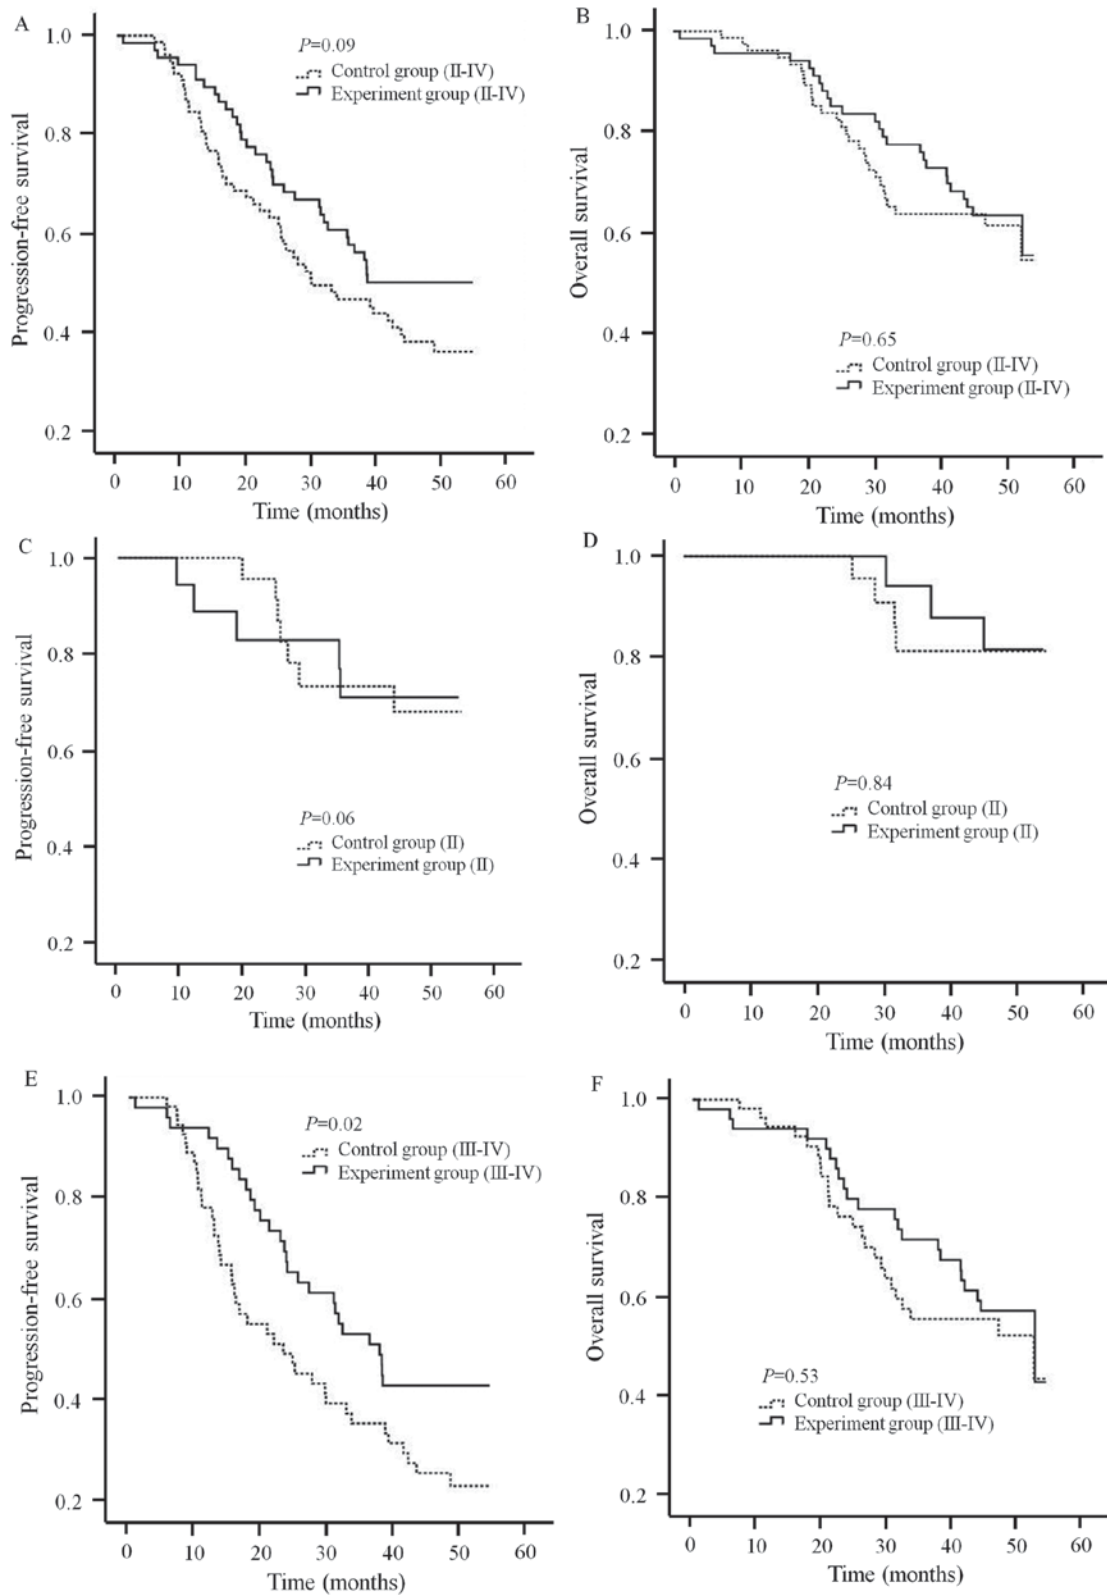 A
1.0
0.8
0.6
0.4
0.2
Progression-free survival
P=0.09
Control group (II-IV)
Experiment group (II-IV)
0 10 20 30 40 50 60
Time (months)
B
1.0
0.8
0.6
0.4
0.2
Overall survival
P=0.65
Control group (II-IV)
Experiment group (II-IV)
0 10 20 30 40 50 60
Time (months)
C
1.0
0.8
0.6
0.4
0.2
Progression-free survival
P=0.06
Control group (II)
Experiment group (II)
0 10 20 30 40 50 60
Time (months)
D
1.0
0.8
0.6
0.4
0.2
Overall survival
P=0.84
Control group (II)
Experiment group (II)
0 10 20 30 40 50 60
Time (months)
E
1.0
0.8
0.6
0.4
0.2
Progression-free survival
P=0.02
Control group (III-IV)
Experiment group (III-IV)
0 10 20 30 40 50 60
Time (months)
F
1.0
0.8
0.6
0.4
0.2
Overall survival
P=0.53
Control group (III-IV)
Experiment group (III-IV)
0 10 20 30 40 50 60
Time (months)